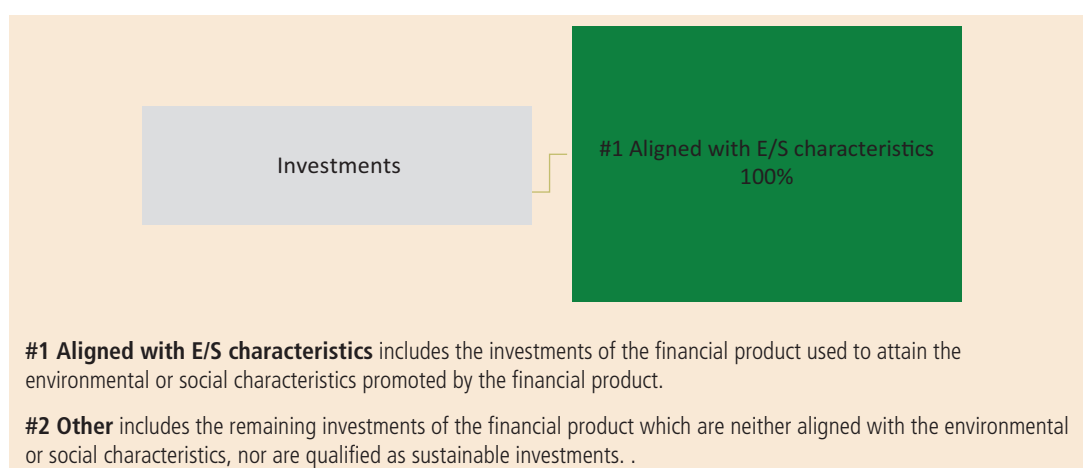 Investments
#1 Aligned with E/S characteristics
100%
#1 Aligned with E/S characteristics includes the investments of the financial product used to attain the
environmental or social characteristics promoted by the financial product.
#2 Other includes the remaining investments of the financial product which are neither aligned with the environmental
or social characteristics, nor are qualified as sustainable investments. .